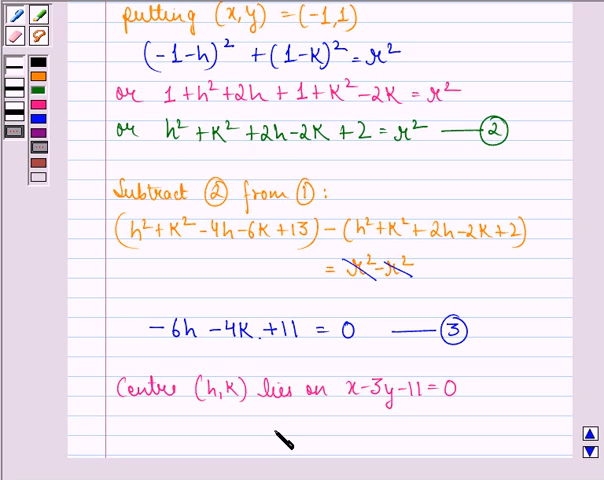 putting (x,y) = (-1,1)
(-1-h)² + (1-k)² = r²
or 1+h²+2h+1+k²-2k = r²
or h²+k²+2h-2k+2 = r² — ②
Subtract ② from ①:
(h²+k²-4h-6k+13) - (h²+k²+2h-2k+2)
= r²-r²
-6h-4k.+11 = 0 — ③
Centre (h,k) lies on x-3y-11=0